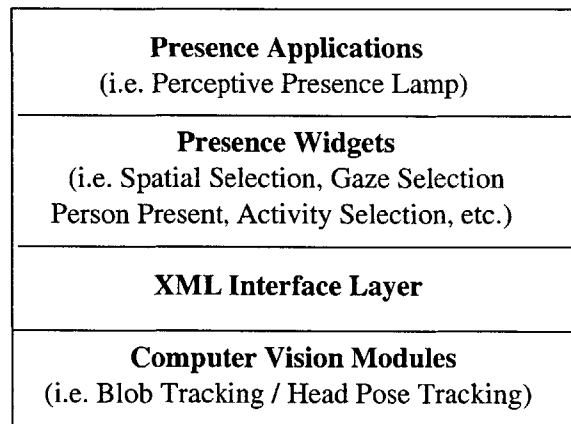 Presence Applications
(i.e. Perceptive Presence Lamp)
Presence Widgets
(i.e. Spatial Selection, Gaze Selection
Person Present, Activity Selection, etc.)
XML Interface Layer
Computer Vision Modules
(i.e. Blob Tracking / Head Pose Tracking)